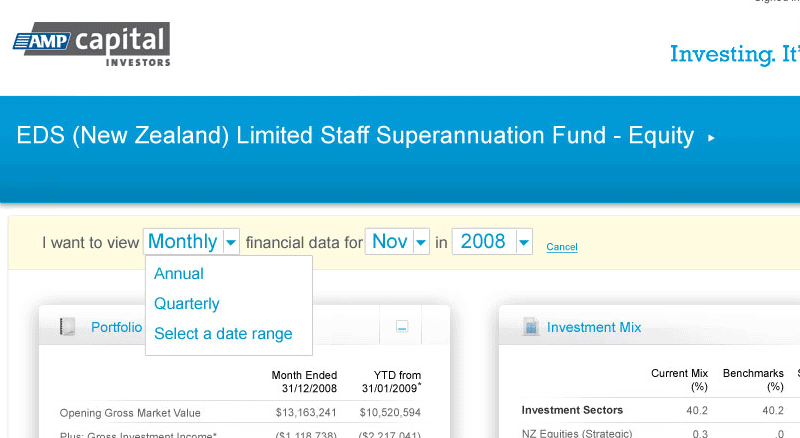 Signed in
AMP capital
INVESTORS
Investing. It'
EDS (New Zealand) Limited Staff Superannuation Fund - Equity
I want to view Monthly financial data for Nov in 2008 Cancel
Annual
Quarterly
Select a date range
Portfolio
Month Ended YTD from
31/12/2008 31/01/2009*
Opening Gross Market Value $13,163,241 $10,520,594
Plus: Gross Investment Income* ($1,118,738) ($2,217,041)
Investment Mix
Current Mix Benchmarks S
(%) (%)
Investment Sectors 40.2 40.2
NZ Equities (Strategic) 0.3 .0